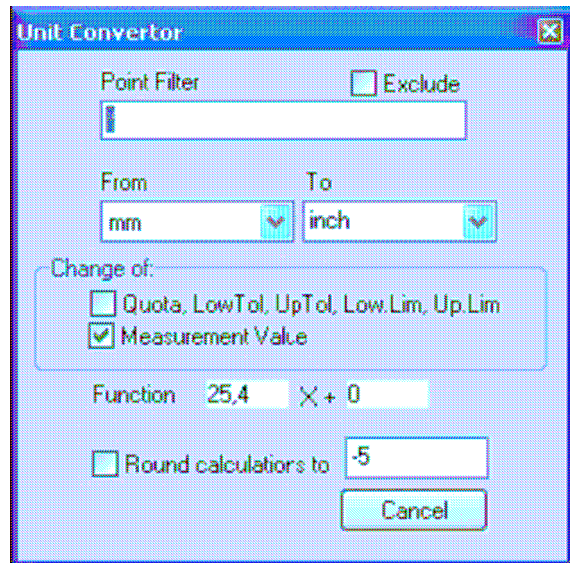 Unit Convertor
Point Filter Exclude
From To
mm inch
Change of:
Quota, LowTol, UpTol, Low.Lim, Up.Lim
Measurement Value
Function 25,4 X + 0
Round calculations to -5
Cancel